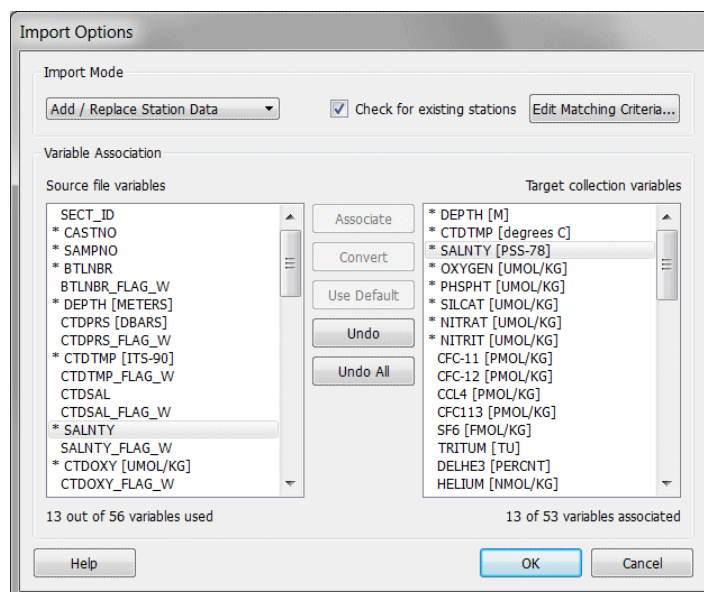 Import Options
Import Mode
Add / Replace Station Data
Check for existing stations
Edit Matching Criteria...
Variable Association
Source file variables
Target collection variables
SECT_ID
* CASTNO
* SAMPNO
* BTLNBR
BTLNBR_FLAG_W
* DEPTH [METERS]
CTDPRS [DBARS]
CTDPRS_FLAG_W
* CTDTMP [ITS-90]
CTDTMP_FLAG_W
CTDSAL
CTDSAL_FLAG_W
* SALNTY
SALNTY_FLAG_W
* CTDOXY [UMOL/KG]
CTDOXY_FLAG_W
Associate
Convert
Use Default
Undo
Undo All
* DEPTH [M]
* CTDTMP [degrees C]
* SALNTY [PSS-78]
* OXYGEN [UMOL/KG]
* PHSPHT [UMOL/KG]
* SILCAT [UMOL/KG]
* NITRAT [UMOL/KG]
* NITRIT [UMOL/KG]
CFC-11 [PMOL/KG]
CFC-12 [PMOL/KG]
CCL4 [PMOL/KG]
CFC113 [PMOL/KG]
SF6 [FMOL/KG]
TRITUM [TU]
DELHE3 [PERCNT]
HELIUM [NMOL/KG]
13 out of 56 variables used
13 of 53 variables associated
Help
OK
Cancel